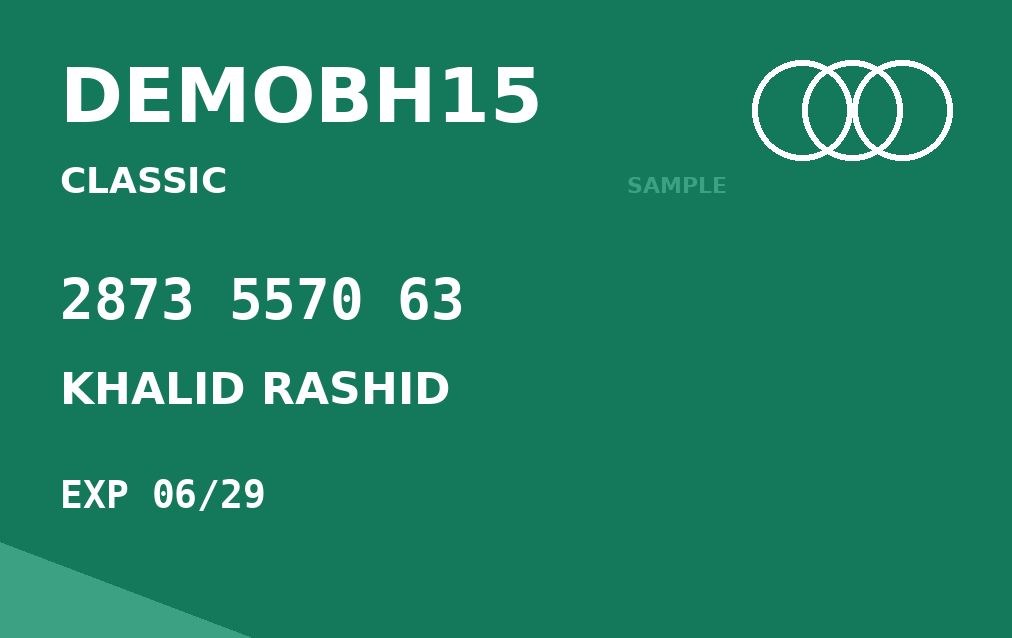 DEMOBH15
CLASSIC
SAMPLE
2873 5570 63
KHALID RASHID
EXP 06/29